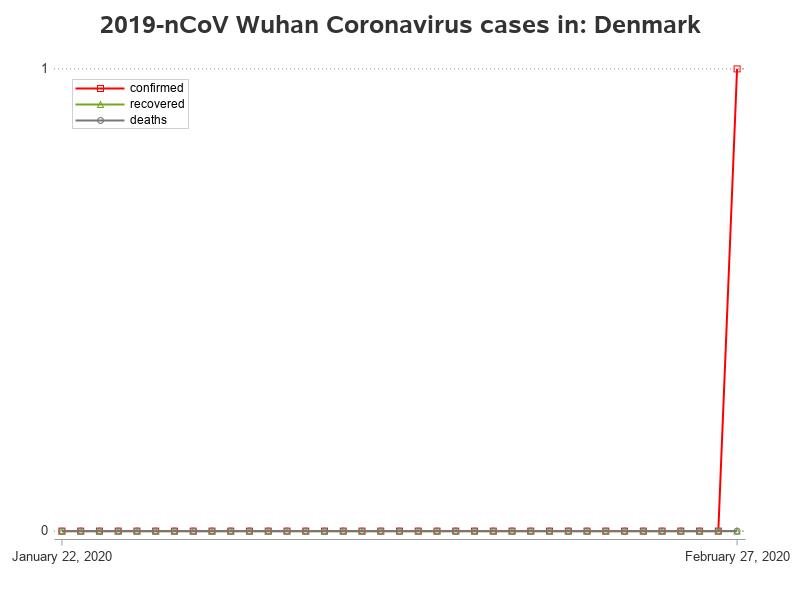 2019-nCoV Wuhan Coronavirus cases in: Denmark
1
confirmed
recovered
deaths
0
January 22, 2020
February 27, 2020